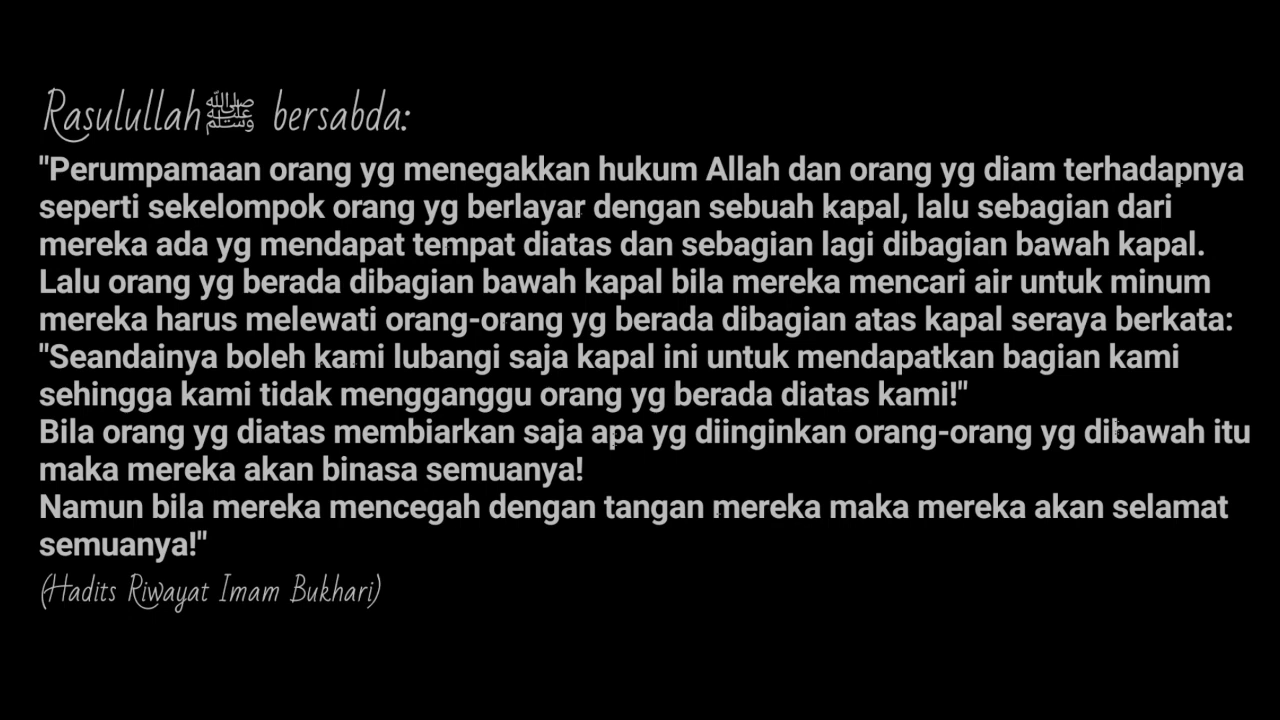 Rasulullahﷺ bersabda:
"Perumpamaan orang yg menegakkan hukum Allah dan orang yg diam terhadapnya
seperti sekelompok orang yg berlayar dengan sebuah kapal, lalu sebagian dari
mereka ada yg mendapat tempat diatas dan sebagian lagi dibagian bawah kapal.
Lalu orang yg berada dibagian bawah kapal bila mereka mencari air untuk minum
mereka harus melewati orang-orang yg berada dibagian atas kapal seraya berkata:
"Seandainya boleh kami lubangi saja kapal ini untuk mendapatkan bagian kami
sehingga kami tidak mengganggu orang yg berada diatas kami!"
Bila orang yg diatas membiarkan saja apa yg diinginkan orang-orang yg dibawah itu
maka mereka akan binasa semuanya!
Namun bila mereka mencegah dengan tangan mereka maka mereka akan selamat
semuanya!"
(Hadits Riwayat Imam Bukhari)